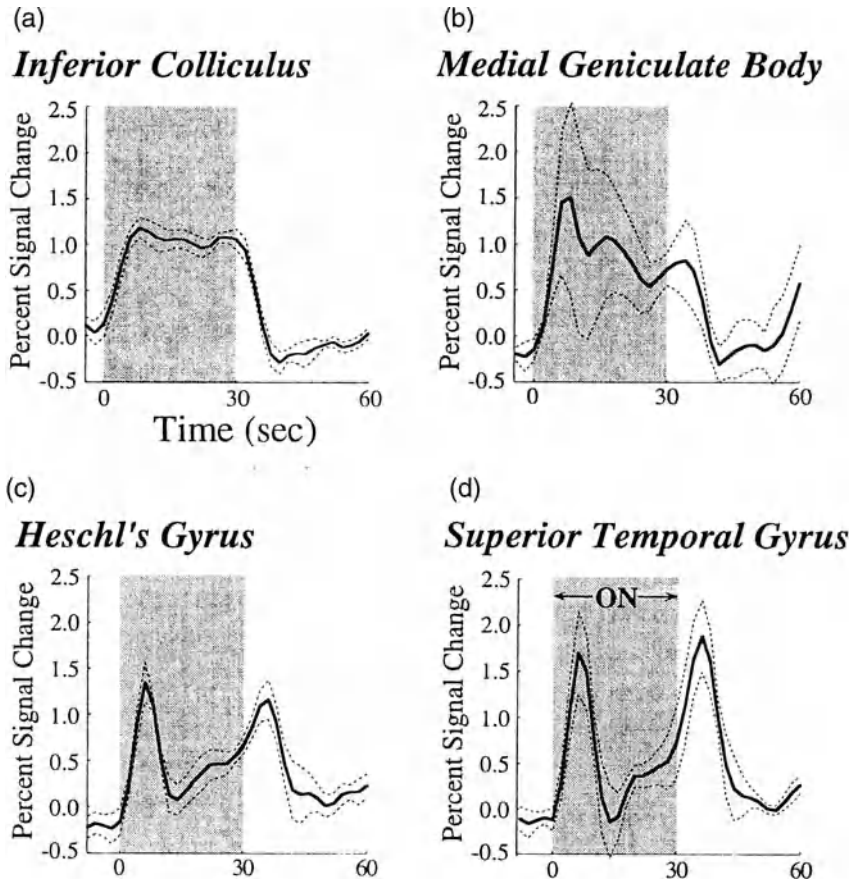 (a)
Inferior Colliculus
Percent Signal Change
2.5
2.0
1.5
1.0
0.5
0.0
-0.5
0
30
60
Time (sec)
(b)
Medial Geniculate Body
Percent Signal Change
2.5
2.0
1.5
1.0
0.5
0.0
-0.5
0
30
60
(c)
Heschl's Gyrus
Percent Signal Change
2.5
2.0
1.5
1.0
0.5
0.0
-0.5
0
30
60
(d)
Superior Temporal Gyrus
Percent Signal Change
2.5
2.0
1.5
1.0
0.5
0.0
-0.5
ON
0
30
60